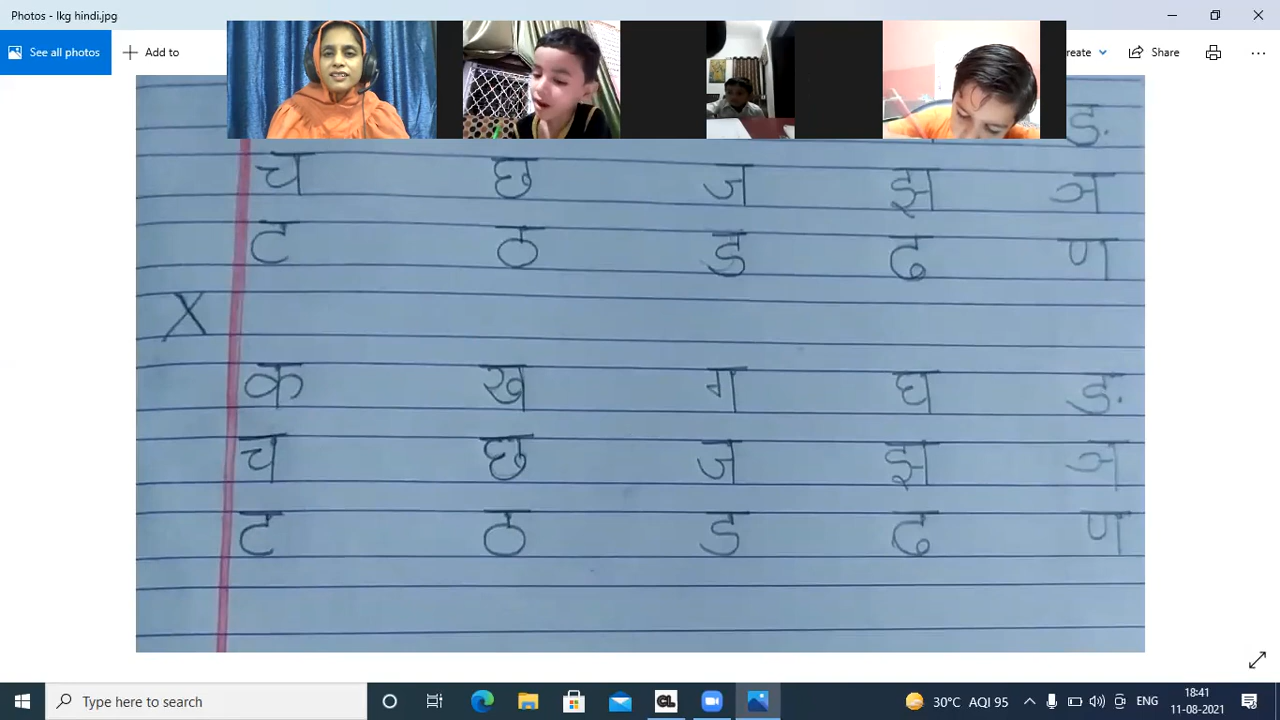 Photos - lkg hindi.jpg
See all photos
Add to
reate
Share
ङ
च छ ज झ ञ
ट ठ ड ढ ण
X
क ख ग घ ङ
च छ ज झ ञ
ट ठ ड ढ ण
Type here to search
CL
30°C AQI 95
ENG
18:41
11-08-2021